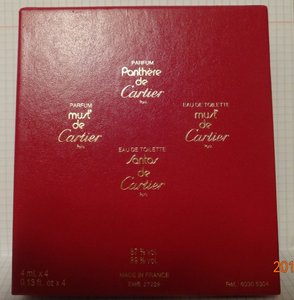 PARFUM
Panthère
de
Cartier
Paris
PARFUM
must
de
Cartier
Paris
EAU DE TOILETTE
must
de
Cartier
Paris
EAU DE TOILETTE
Santos
de
Cartier
Paris
MADE IN FRANCE
4 ml. x 4
0.13 fl. oz x 4